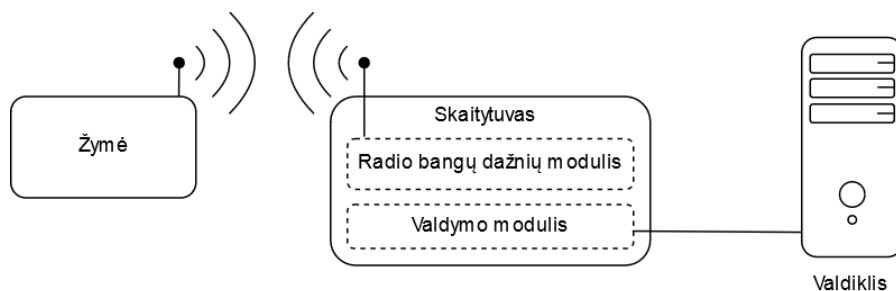 Žymė
Skaitytuvas
Radio bangų dažnių modulis
Valdymo modulis
Valdiklis